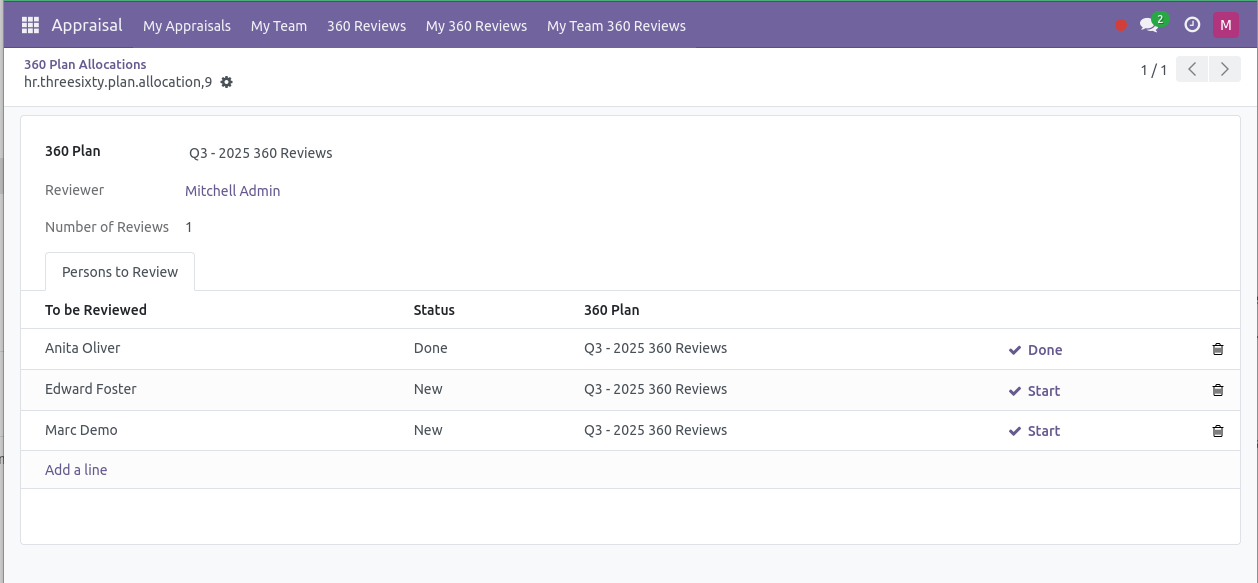 Appraisal My Appraisals My Team 360 Reviews My 360 Reviews My Team 360 Reviews 2 M
360 Plan Allocations
hr.threesixty.plan.allocation,9
1 / 1
360 Plan Q3 - 2025 360 Reviews
Reviewer Mitchell Admin
Number of Reviews 1
Persons to Review
To be Reviewed Status 360 Plan
Anita Oliver Done Q3 - 2025 360 Reviews Done
Edward Foster New Q3 - 2025 360 Reviews Start
Marc Demo New Q3 - 2025 360 Reviews Start
Add a line